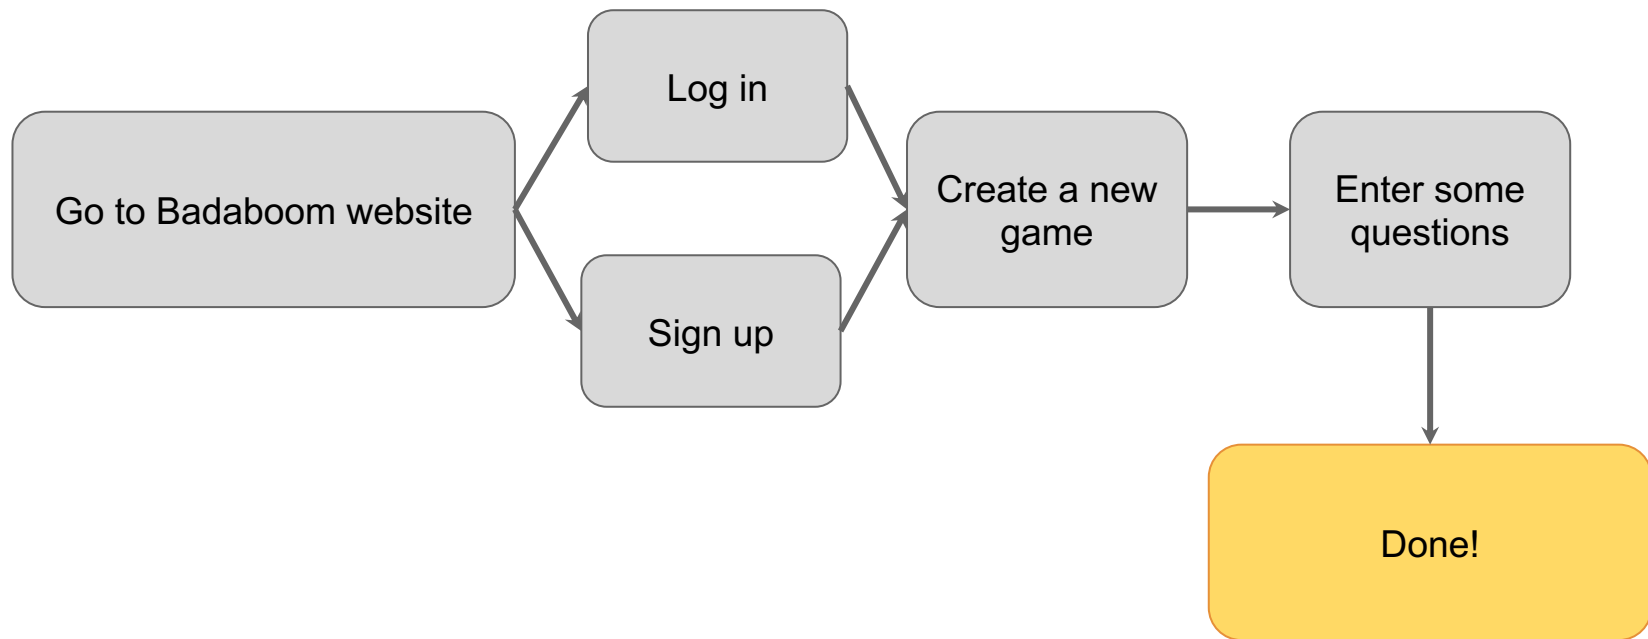 Go to Badaboom website
Log in
Sign up
Create a new
game
Enter some
questions
Done!